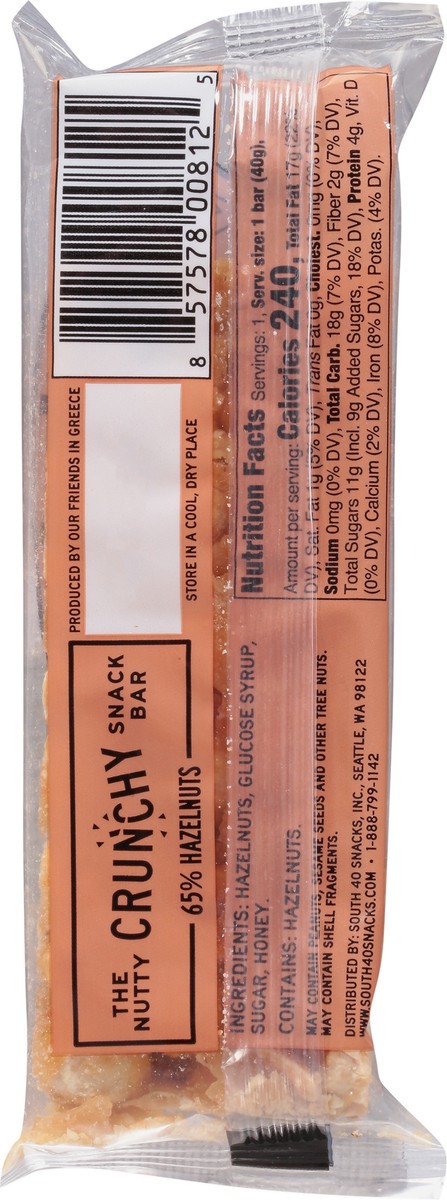 THE
NUTTY
CRUNCHY
SNACK
BAR
65% HAZELNUTS
PRODUCED BY OUR FRIENDS IN GREECE
STORE IN A COOL, DRY PLACE
8 57578 00812 5
INGREDIENTS: HAZELNUTS, GLUCOSE SYRUP,
SUGAR, HONEY.
CONTAINS: HAZELNUTS.
MAY CONTAIN PEANUTS, SESAME SEEDS AND OTHER TREE NUTS.
MAY CONTAIN SHELL FRAGMENTS.
DISTRIBUTED BY: SOUTH 40 SNACKS, INC., SEATTLE, WA 98122
WWW.SOUTH40SNACKS.COM • 1-888-799-1142
Nutrition Facts Servings: 1, Serv. size: 1 bar (40g),
Amount per serving: Calories 240, Total Fat 17g (22%
DV), Sat. Fat 1g (5% DV), Trans Fat 0g, Cholest. 0mg (0% DV),
Sodium 0mg (0% DV), Total Carb. 18g (7% DV), Fiber 2g (7% DV),
Total Sugars 11g (Incl. 9g Added Sugars, 18% DV), Protein 4g, Vit. D
(0% DV), Calcium (2% DV), Iron (8% DV), Potas. (4% DV).